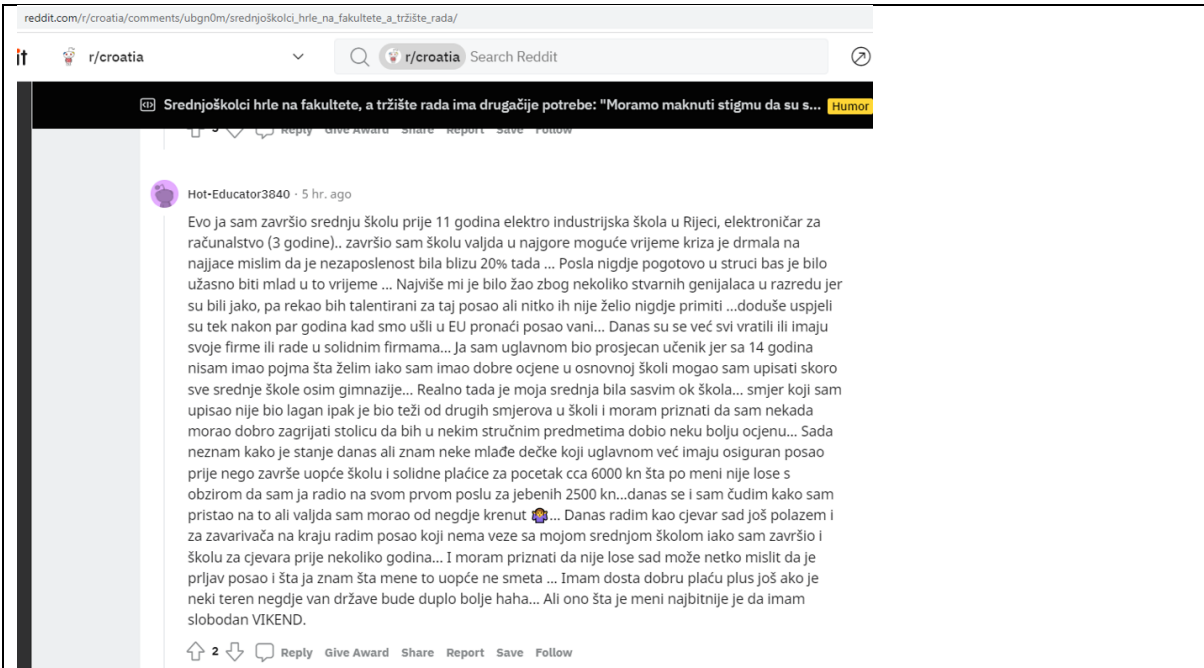 reddit.com/r/croatia/comments/ubgn0m/srednjoškolci_hrle_na_fakultete_a_tržište_rada/
it r/croatia r/croatia Search Reddit
Srednjoškolci hrle na fakultete, a tržište rada ima drugačije potrebe: "Moramo maknuti stigmu da su s... Humor
Reply Give Award Share Report Save Follow
Hot-Educator3840 · 5 hr. ago
Evo ja sam završio srednju školu prije 11 godina elektro industrijska škola u Rijeci, elektroničar za
računalstvo (3 godine).. završio sam školu valjda u najgore moguće vrijeme kriza je drmala na
najjace mislim da je nezaposlenost bila blizu 20% tada ... Posla nigdje pogotovo u struci bas je bilo
užasno biti mlad u to vrijeme ... Najviše mi je bilo žao zbog nekoliko stvarnih genijalaca u razredu jer
su bili jako, pa rekao bih talentirani za taj posao ali nitko ih nije želio nigdje primiti ...doduše uspjeli
su tek nakon par godina kad smo ušli u EU pronaći posao vani... Danas su se već svi vratili ili imaju
svoje firme ili rade u solidnim firmama... Ja sam uglavnom bio prosjecan učenik jer sa 14 godina
nisam imao pojma šta želim iako sam imao dobre ocjene u osnovnoj školi mogao sam upisati skoro
sve srednje škole osim gimnazije... Realno tada je moja srednja bila sasvim ok škola... smjer koji sam
upisao nije bio lagan ipak je bio teži od drugih smjerova u školi i moram priznati da sam nekada
morao dobro zagrijati stolicu da bih u nekim stručnim predmetima dobio neku bolju ocjenu... Sada
neznam kako je stanje danas ali znam neke mlađe dečke koji uglavnom već imaju osiguran posao
prije nego završe uopće školu i solidne plaćice za pocetak cca 6000 kn šta po meni nije lose s
obzirom da sam ja radio na svom prvom poslu za jebenih 2500 kn...danas se i sam čudim kako sam
pristao na to ali valjda sam morao od negdje krenut 🤷... Danas radim kao cjevar sad još polazem i
za zavarivača na kraju radim posao koji nema veze sa mojom srednjom školom iako sam završio i
školu za cjevara prije nekoliko godina... I moram priznati da nije lose sad može netko mislit da je
prljav posao i šta ja znam šta mene to uopće ne smeta ... Imam dosta dobru plaću plus još ako je
neki teren negdje van države bude duplo bolje haha... Ali ono šta je meni najbitnije je da imam
slobodan VIKEND.
2 Reply Give Award Share Report Save Follow